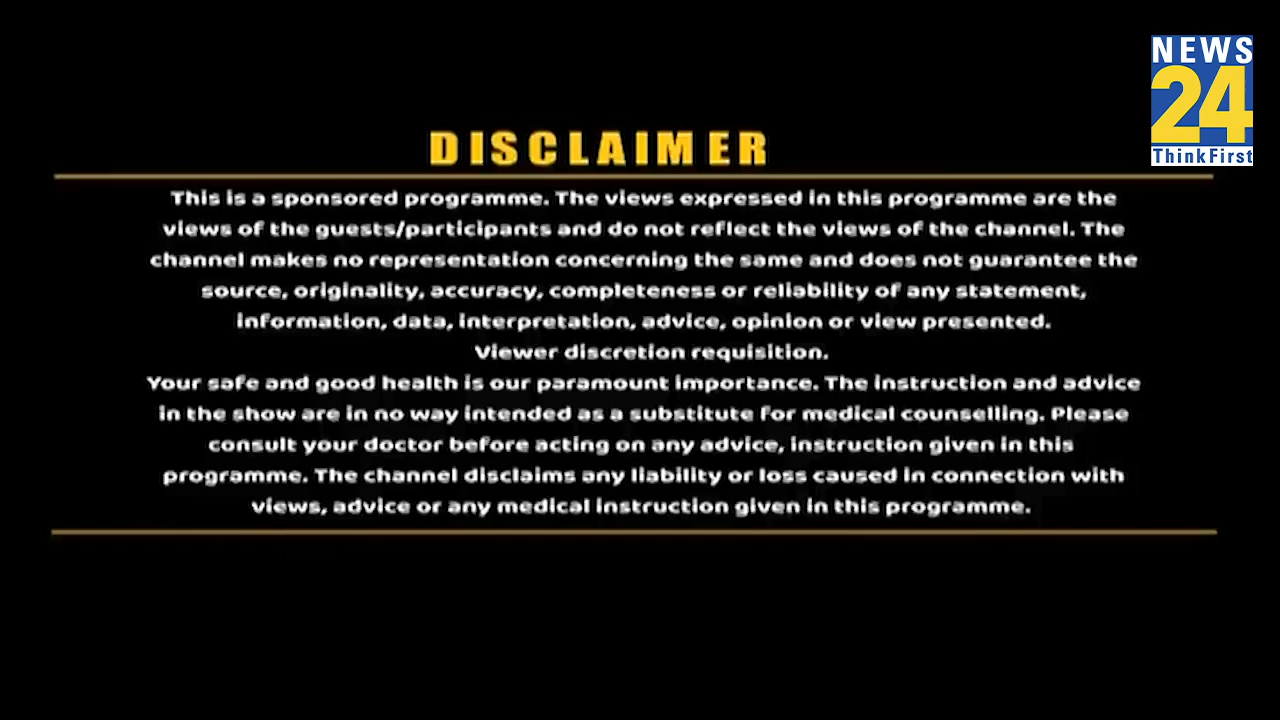 NEWS
24
ThinkFirst
DISCLAIMER
This is a sponsored programme. The views expressed in this programme are the
views of the guests/participants and do not reflect the views of the channel. The
channel makes no representation concerning the same and does not guarantee the
source, originality, accuracy, completeness or reliability of any statement,
information, data, interpretation, advice, opinion or view presented.
Viewer discretion requisition.
Your safe and good health is our paramount importance. The instruction and advice
in the show are in no way intended as a substitute for medical counselling. Please
consult your doctor before acting on any advice, instruction given in this
programme. The channel disclaims any liability or loss caused in connection with
views, advice or any medical instruction given in this programme.